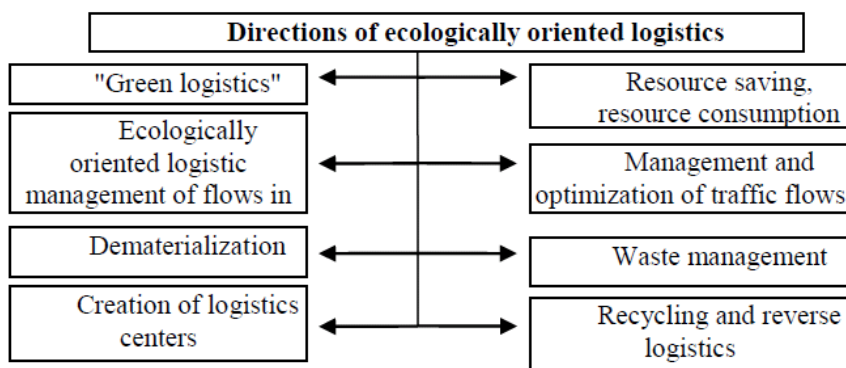 Directions of ecologically oriented logistics
"Green logistics"
Ecologically
oriented logistic
management of flows in
Dematerialization
Creation of logistics
centers
Resource saving,
resource consumption
Management and
optimization of traffic flows
Waste management
Recycling and reverse
logistics